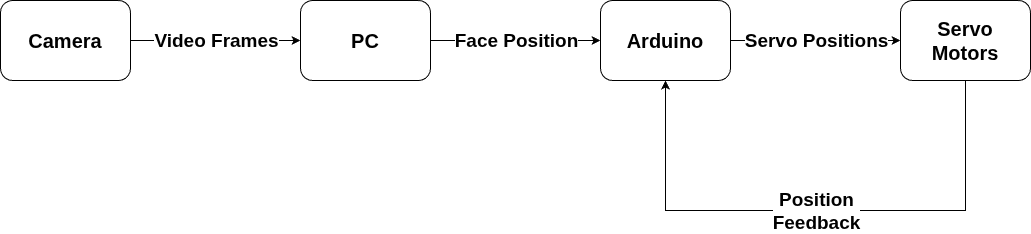 Camera
Video Frames
PC
Face Position
Arduino
Servo Positions
Servo
Motors
Position
Feedback